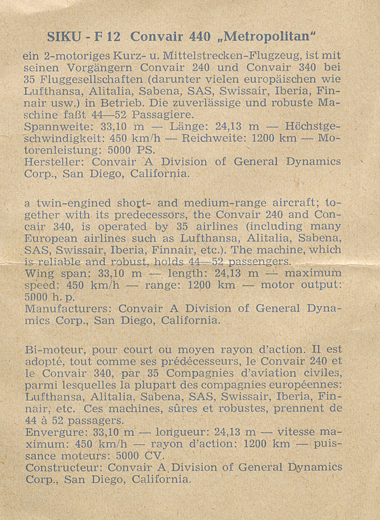 SIKU - F 12 Convair 440 „Metropolitan“
ein 2-motoriges Kurz- u. Mittelstrecken-Flugzeug, ist mit
seinen Vorgängern Convair 240 und Convair 340 bei
35 Fluggesellschaften (darunter vielen europäischen wie
Lufthansa, Alitalia, Sabena, SAS, Swissair, Iberia, Fin-
nair usw.) in Betrieb. Die zuverlässige und robuste Ma-
schine faßt 44—52 Passagiere.
Spannweite: 33,10 m — Länge: 24,13 m — Höchstge-
schwindigkeit: 450 km/h — Reichweite: 1200 km — Mo-
torenleistung: 5000 PS.
Hersteller: Convair A Division of General Dynamics
Corp., San Diego, California.
a twin-engined short- and medium-range aircraft; to-
gether with its predecessors, the Convair 240 and Con-
cair 340, is operated by 35 airlines (including many
European airlines such as Lufthansa, Alitalia, Sabena,
SAS, Swissair, Iberia, Finnair, etc.). The machine, which
is reliable and robust, holds 44—52 passengers.
Wing span: 33,10 m — length: 24,13 m — maximum
speed: 450 km/h — range: 1200 km — motor output:
5000 h. p.
Manufacturers: Convair A Division of General Dyna-
mics Corp., San Diego, California.
Bi-moteur, pour court ou moyen rayon d'action. Il est
adopté, tout comme ses prédécesseurs, le Convair 240 et
le Convair 340, par 35 Compagnies d'aviation civiles,
parmi lesquelles la plupart des compagnies européennes:
Lufthansa, Alitalia, Sabena, SAS, Swissair, Iberia, Fin-
nair, etc. Ces machines, sûres et robustes, prennent de
44 à 52 passagers.
Envergure: 33,10 m — longueur: 24,13 m — vitesse ma-
ximum: 450 km/h — rayon d'action: 1200 km — puis-
sance moteurs: 5000 CV.
Constructeur: Convair A Division of General Dynamics
Corp., San Diego, California.